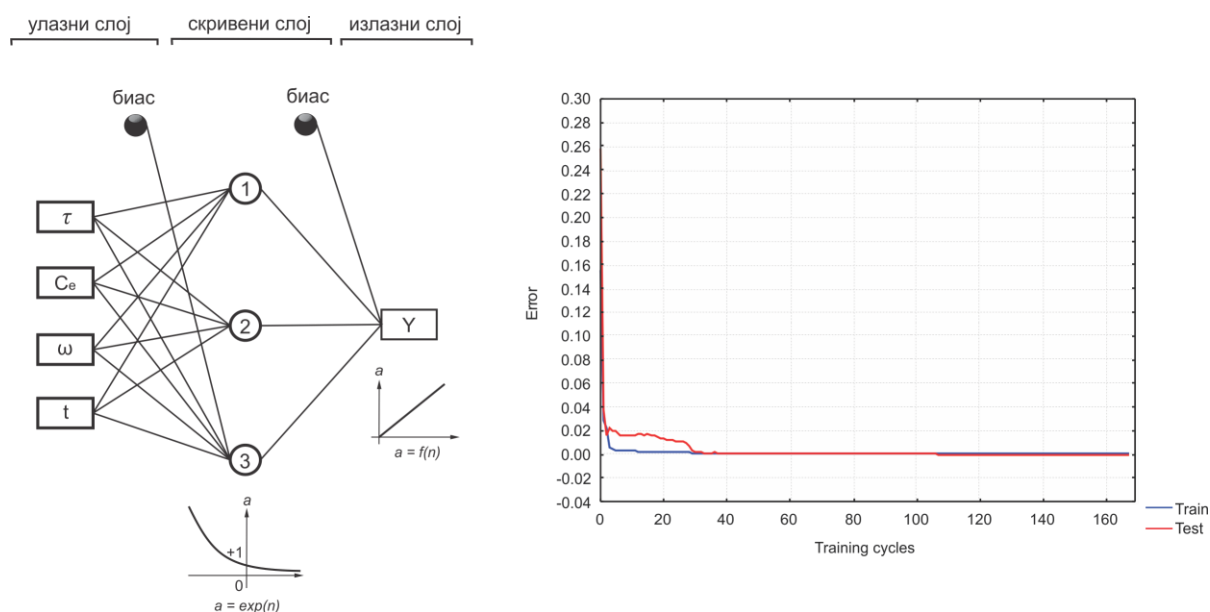 улазни слој скривени слој излазни слој
биас биас
τ
Ce
ω
t
1
2
3
Y
a
a = f(n)
a
+1
0
a = exp(n)
0.30
0.28
0.26
0.24
0.22
0.20
0.18
0.16
0.14
0.12
0.10
0.08
0.06
0.04
0.02
0.00
-0.02
-0.04
Error
0 20 40 60 80 100 120 140 160
Training cycles
Train
Test